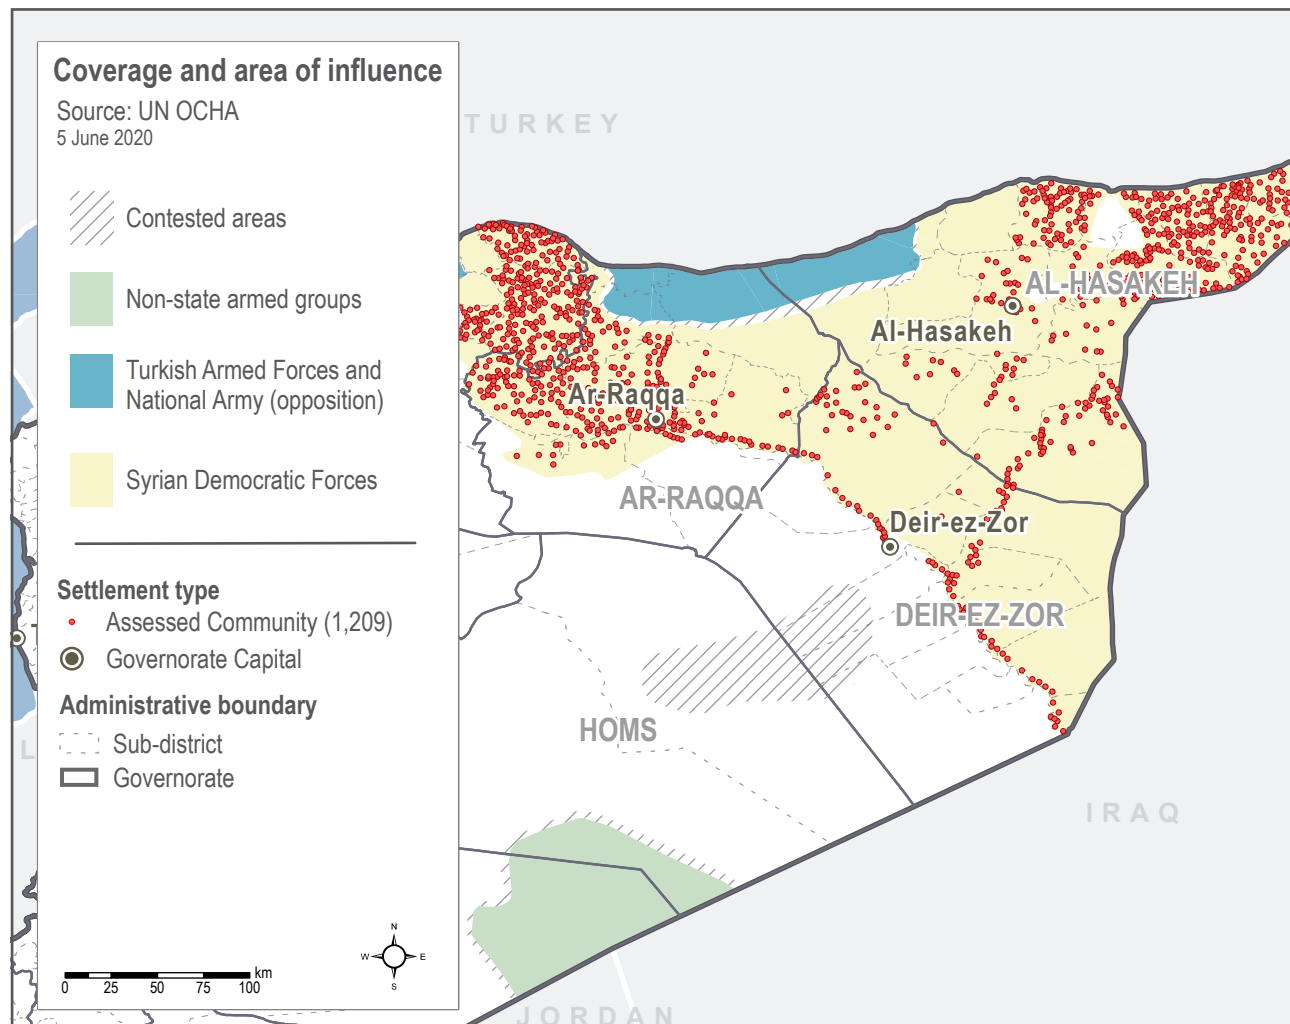 Coverage and area of influence
Source: UN OCHA
5 June 2020
Contested areas
Non-state armed groups
Turkish Armed Forces and
National Army (opposition)
Syrian Democratic Forces
Settlement type
Assessed Community (1,209)
Governorate Capital
Administrative boundary
Sub-district
Governorate
N
W E
S
km
0 25 50 75 100
TURKEY
AL-HASAKEH
Al-Hasakeh
Ar-Raqqa
AR-RAQQA
Deir-ez-Zor
DEIR-EZ-ZOR
HOMS
IRAQ
JORDAN